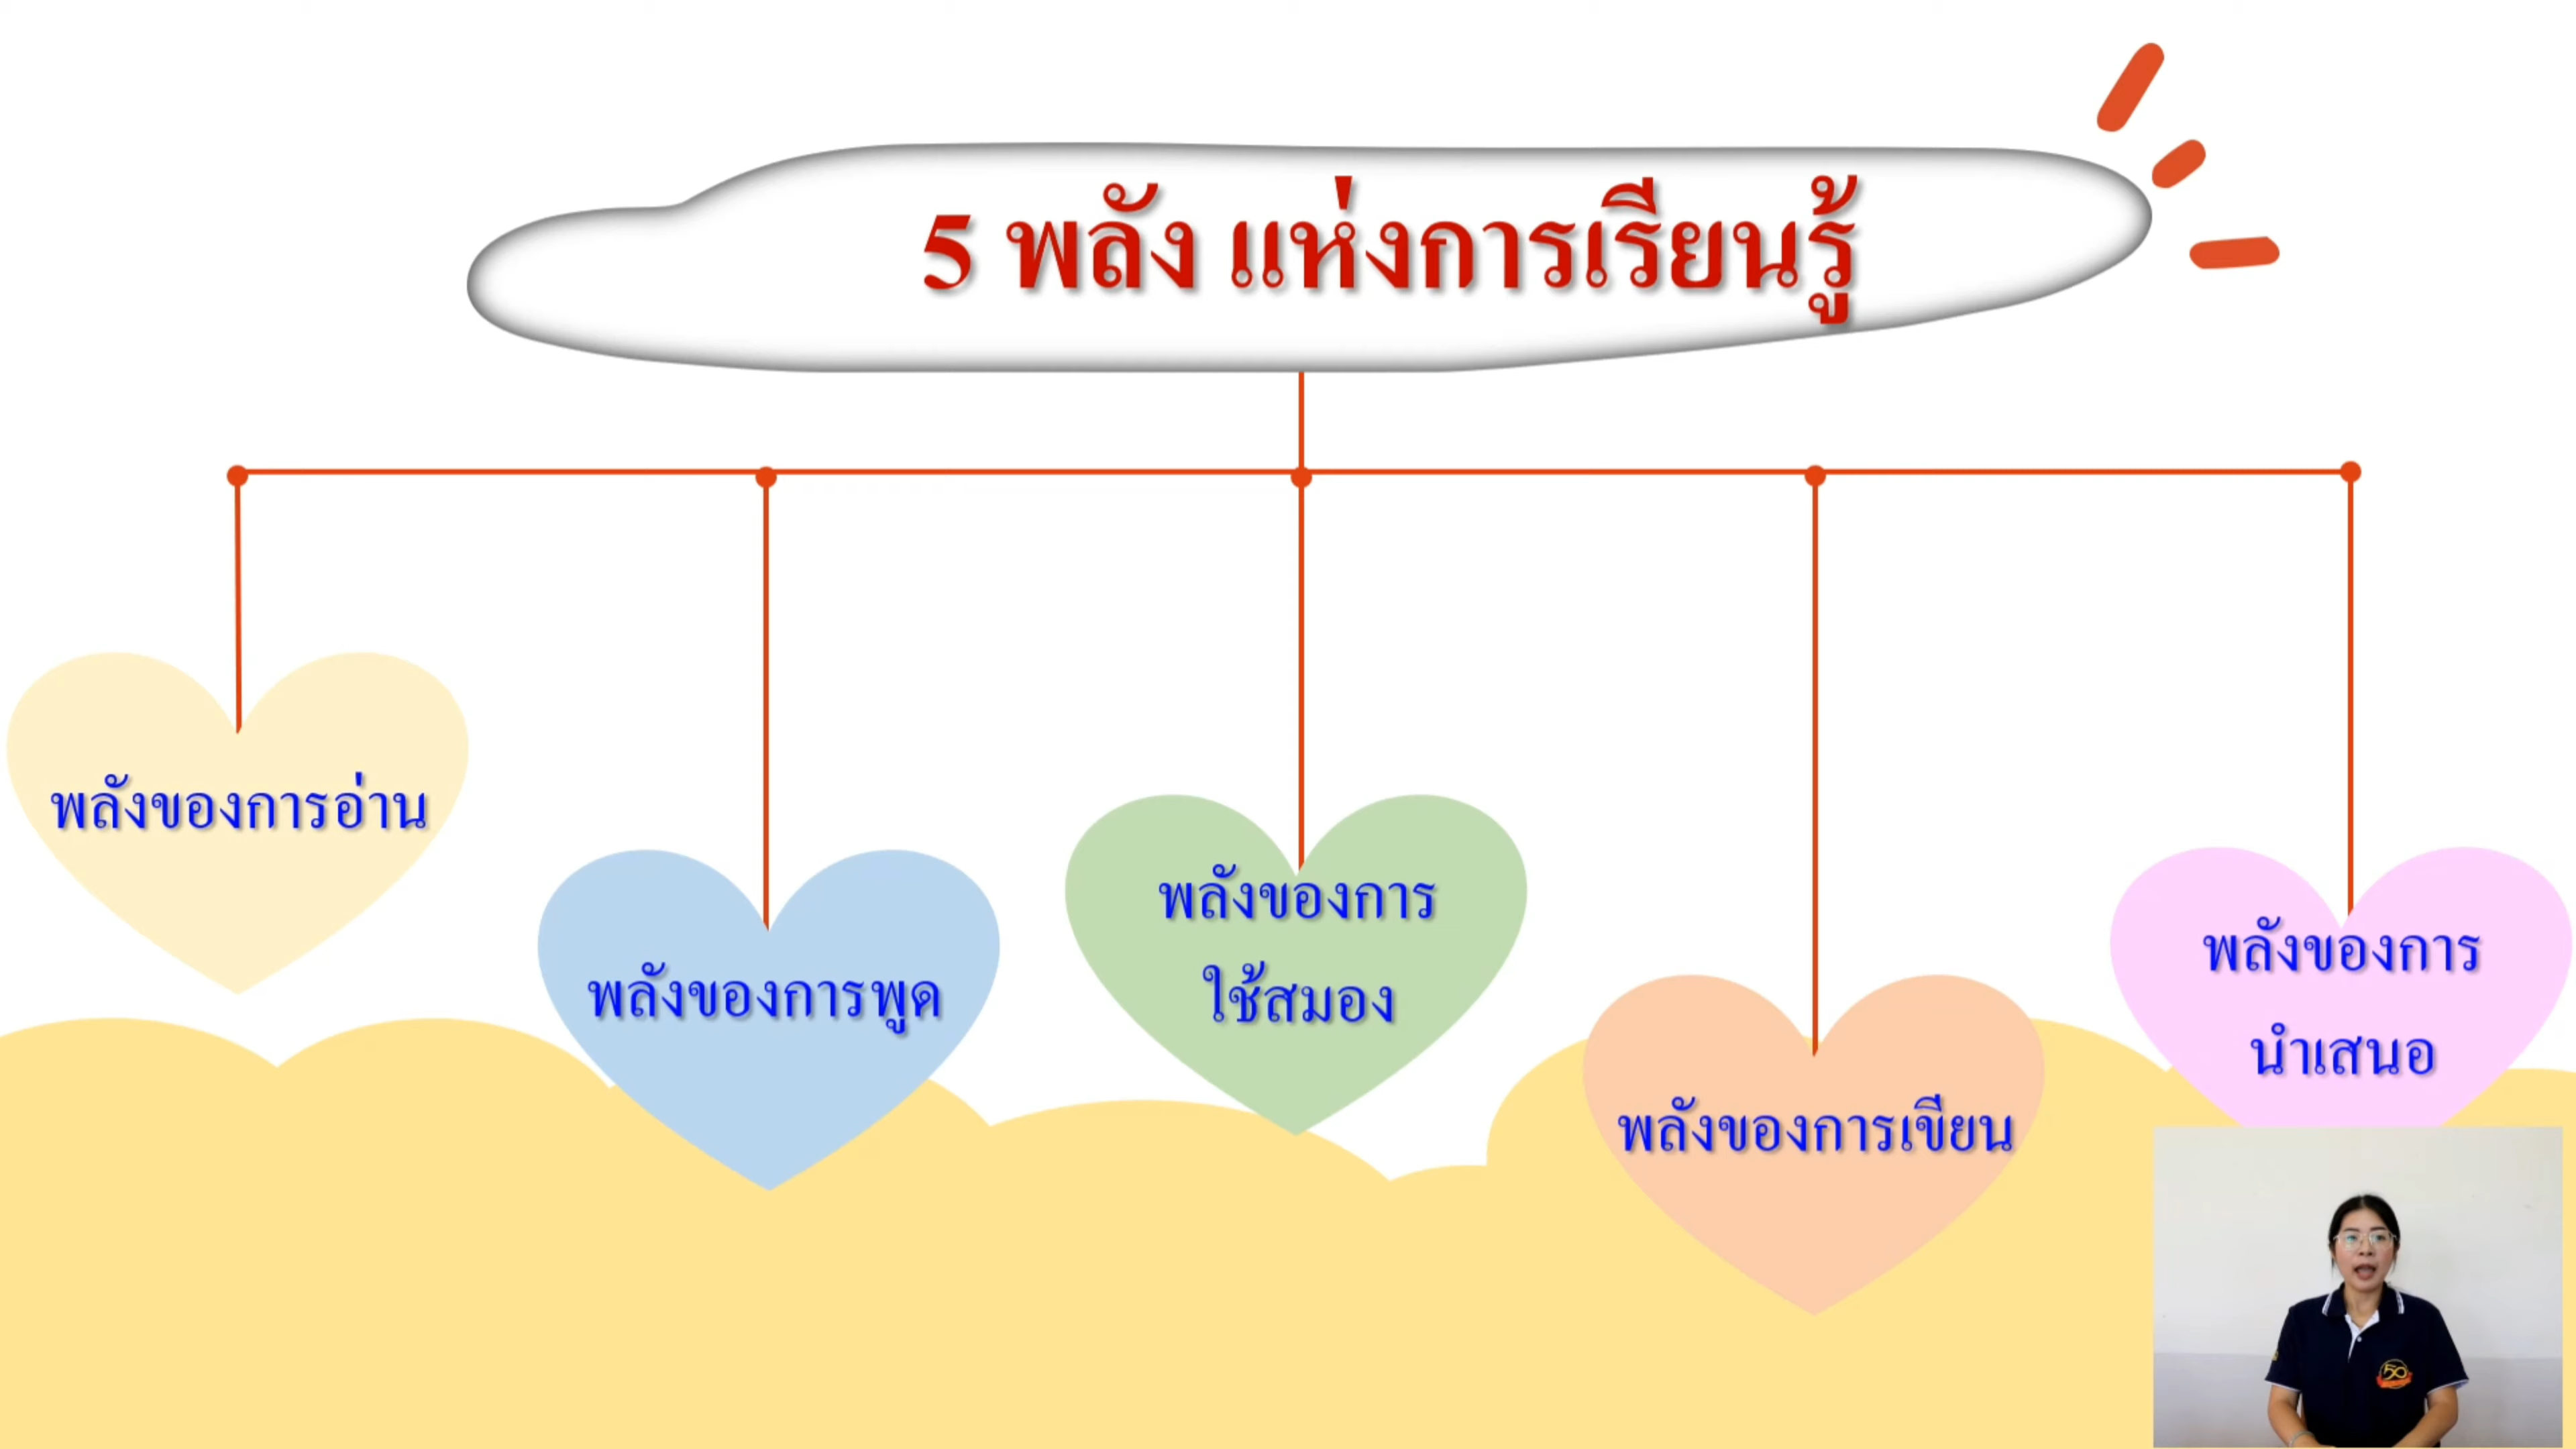 5 พลัง แห่งการเรียนรู้
พลังของการอ่าน
พลังของการพูด
พลังของการ
ใช้สมอง
พลังของการเขียน
พลังของการ
นำเสนอ
50